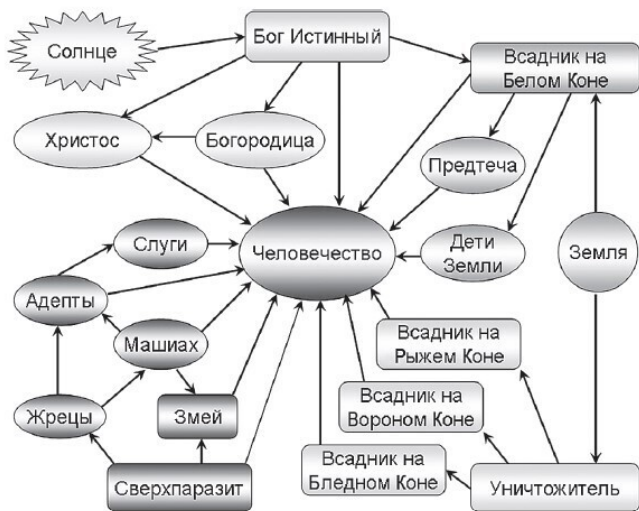 Солнце
Бог Истинный
Всадник на
Белом Коне
Христос
Богородица
Предтеча
Слуги
Человечество
Дети
Земли
Земля
Адепты
Машиах
Всадник на
Рыжем Коне
Жрецы
Змей
Всадник на
Вороном Коне
Всадник на
Бледном Коне
Сверхпаразит
Уничтожитель